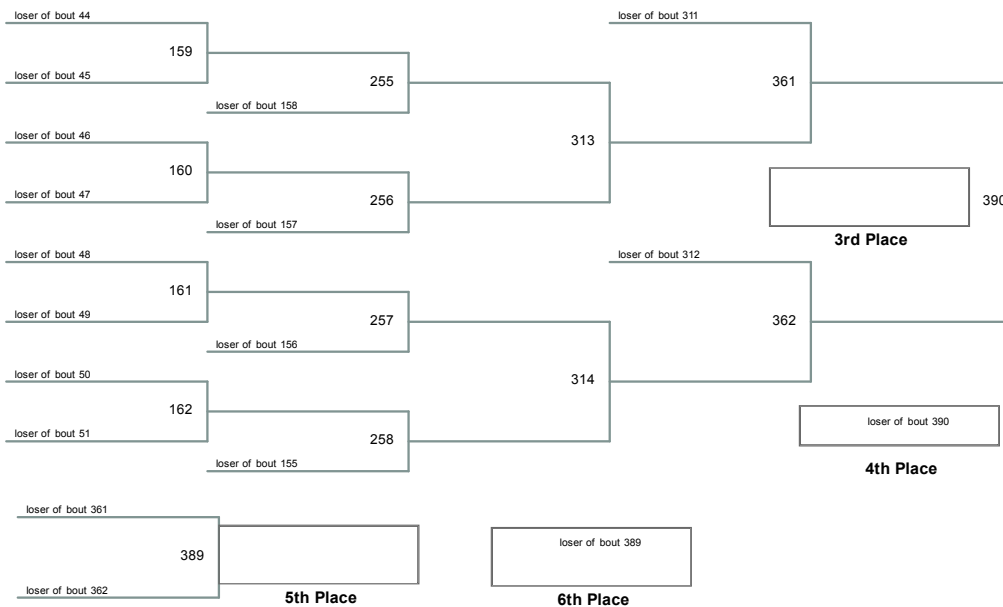 loser of bout 44
loser of bout 311
159
loser of bout 45
255
361
loser of bout 158
loser of bout 46
313
160
loser of bout 47
256
390
loser of bout 157
3rd Place
loser of bout 48
loser of bout 312
161
loser of bout 49
257
362
loser of bout 156
loser of bout 50
314
162
loser of bout 390
loser of bout 51
258
loser of bout 155
4th Place
loser of bout 361
389
loser of bout 389
loser of bout 362
5th Place
6th Place